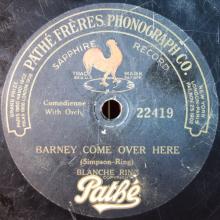 PATHÉ FRÈRES PHONOGRAPH CO.
SAPPHIRE RECORD
TRADE MARK
Comedienne
With Orch.
22419
BARNEY COME OVER HERE
(Simpson-Ring)
BLANCHE RING
Pathé